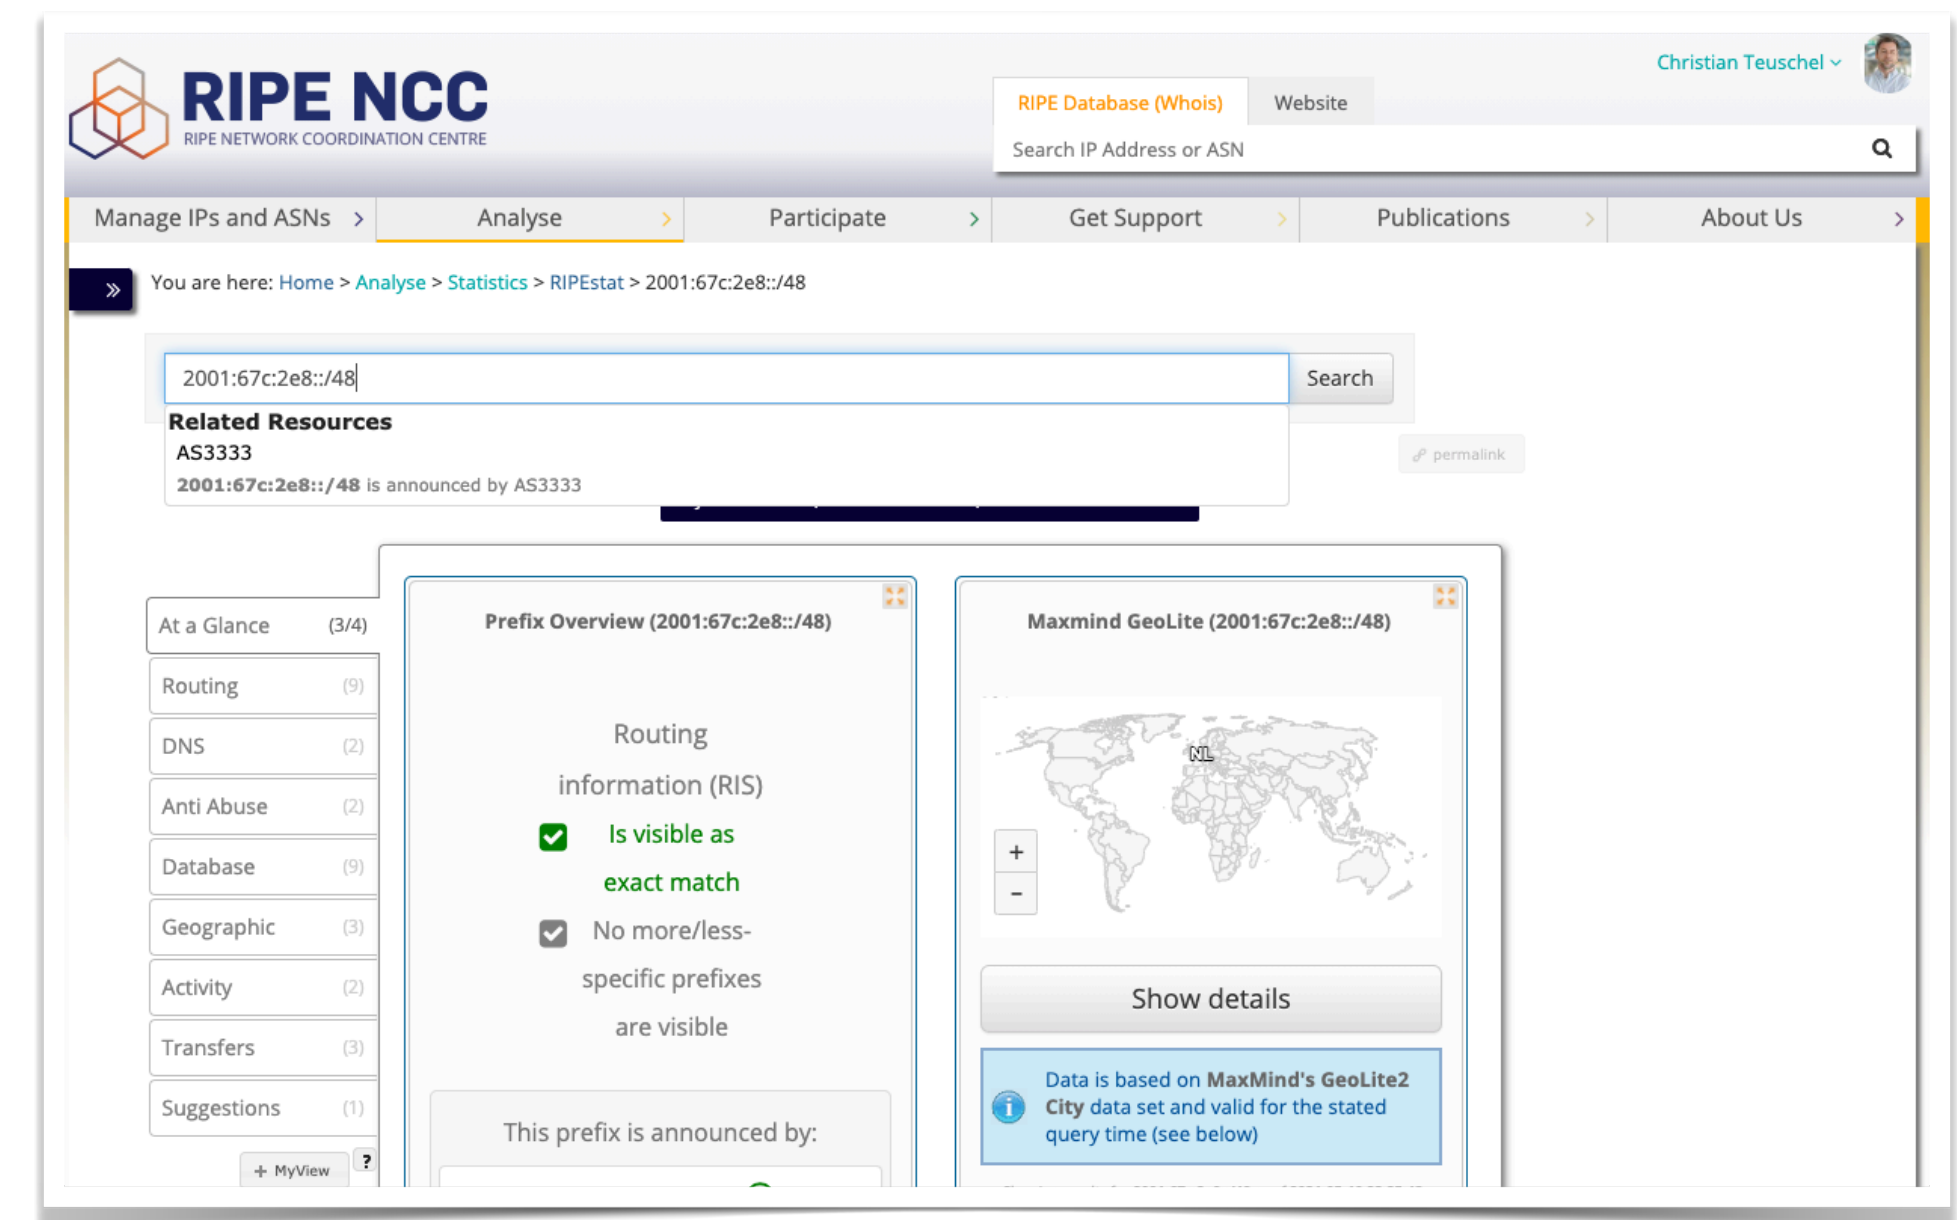 RIPE NCC
RIPE NETWORK COORDINATION CENTRE
Christian Teuschel
RIPE Database (Whois) Website
Search IP Address or ASN
Manage IPs and ASNs > Analyse > Participate > Get Support > Publications > About Us >
» You are here: Home > Analyse > Statistics > RIPEstat > 2001:67c:2e8::/48
2001:67c:2e8::/48 Search
Related Resources
AS3333
2001:67c:2e8::/48 is announced by AS3333
permalink
At a Glance (3/4)
Routing (9)
DNS (2)
Anti Abuse (2)
Database (9)
Geographic (3)
Activity (2)
Transfers (3)
Suggestions (1)
+ MyView ?
Prefix Overview (2001:67c:2e8::/48)
Routing
information (RIS)
Is visible as
exact match
No more/less-
specific prefixes
are visible
This prefix is announced by:
Maxmind GeoLite (2001:67c:2e8::/48)
NL
+
-
Show details
Data is based on MaxMind's GeoLite2
City data set and valid for the stated
query time (see below)